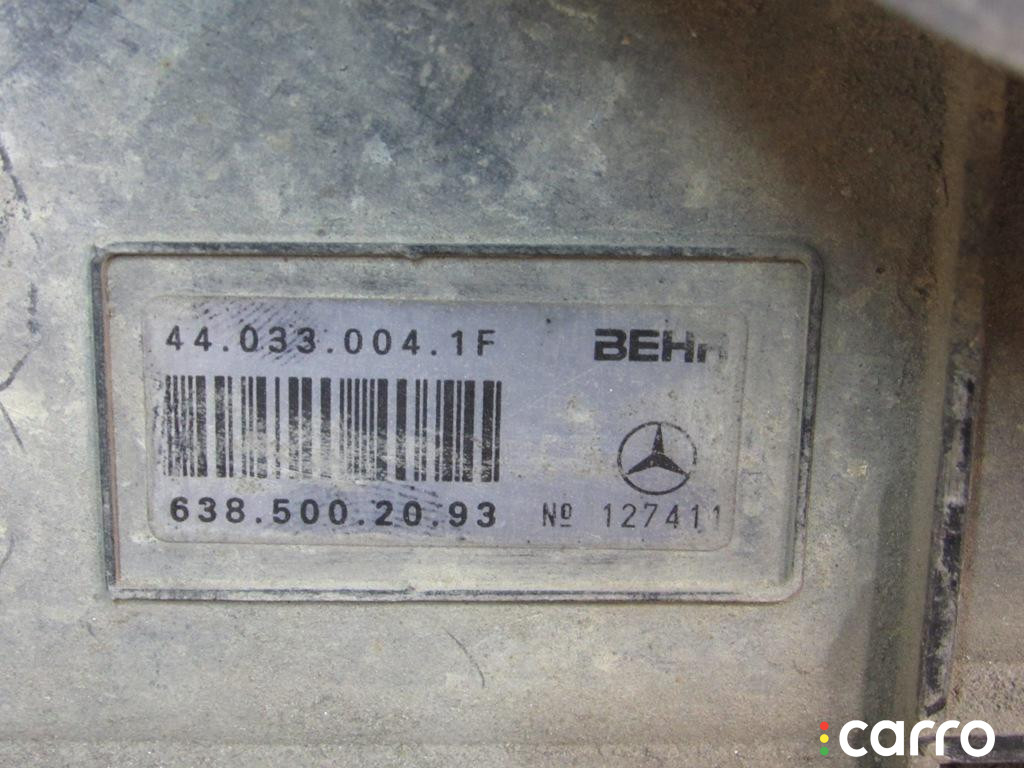 44.033.004.1F
BEHR
638.500.20.93
Nº 127411
carro